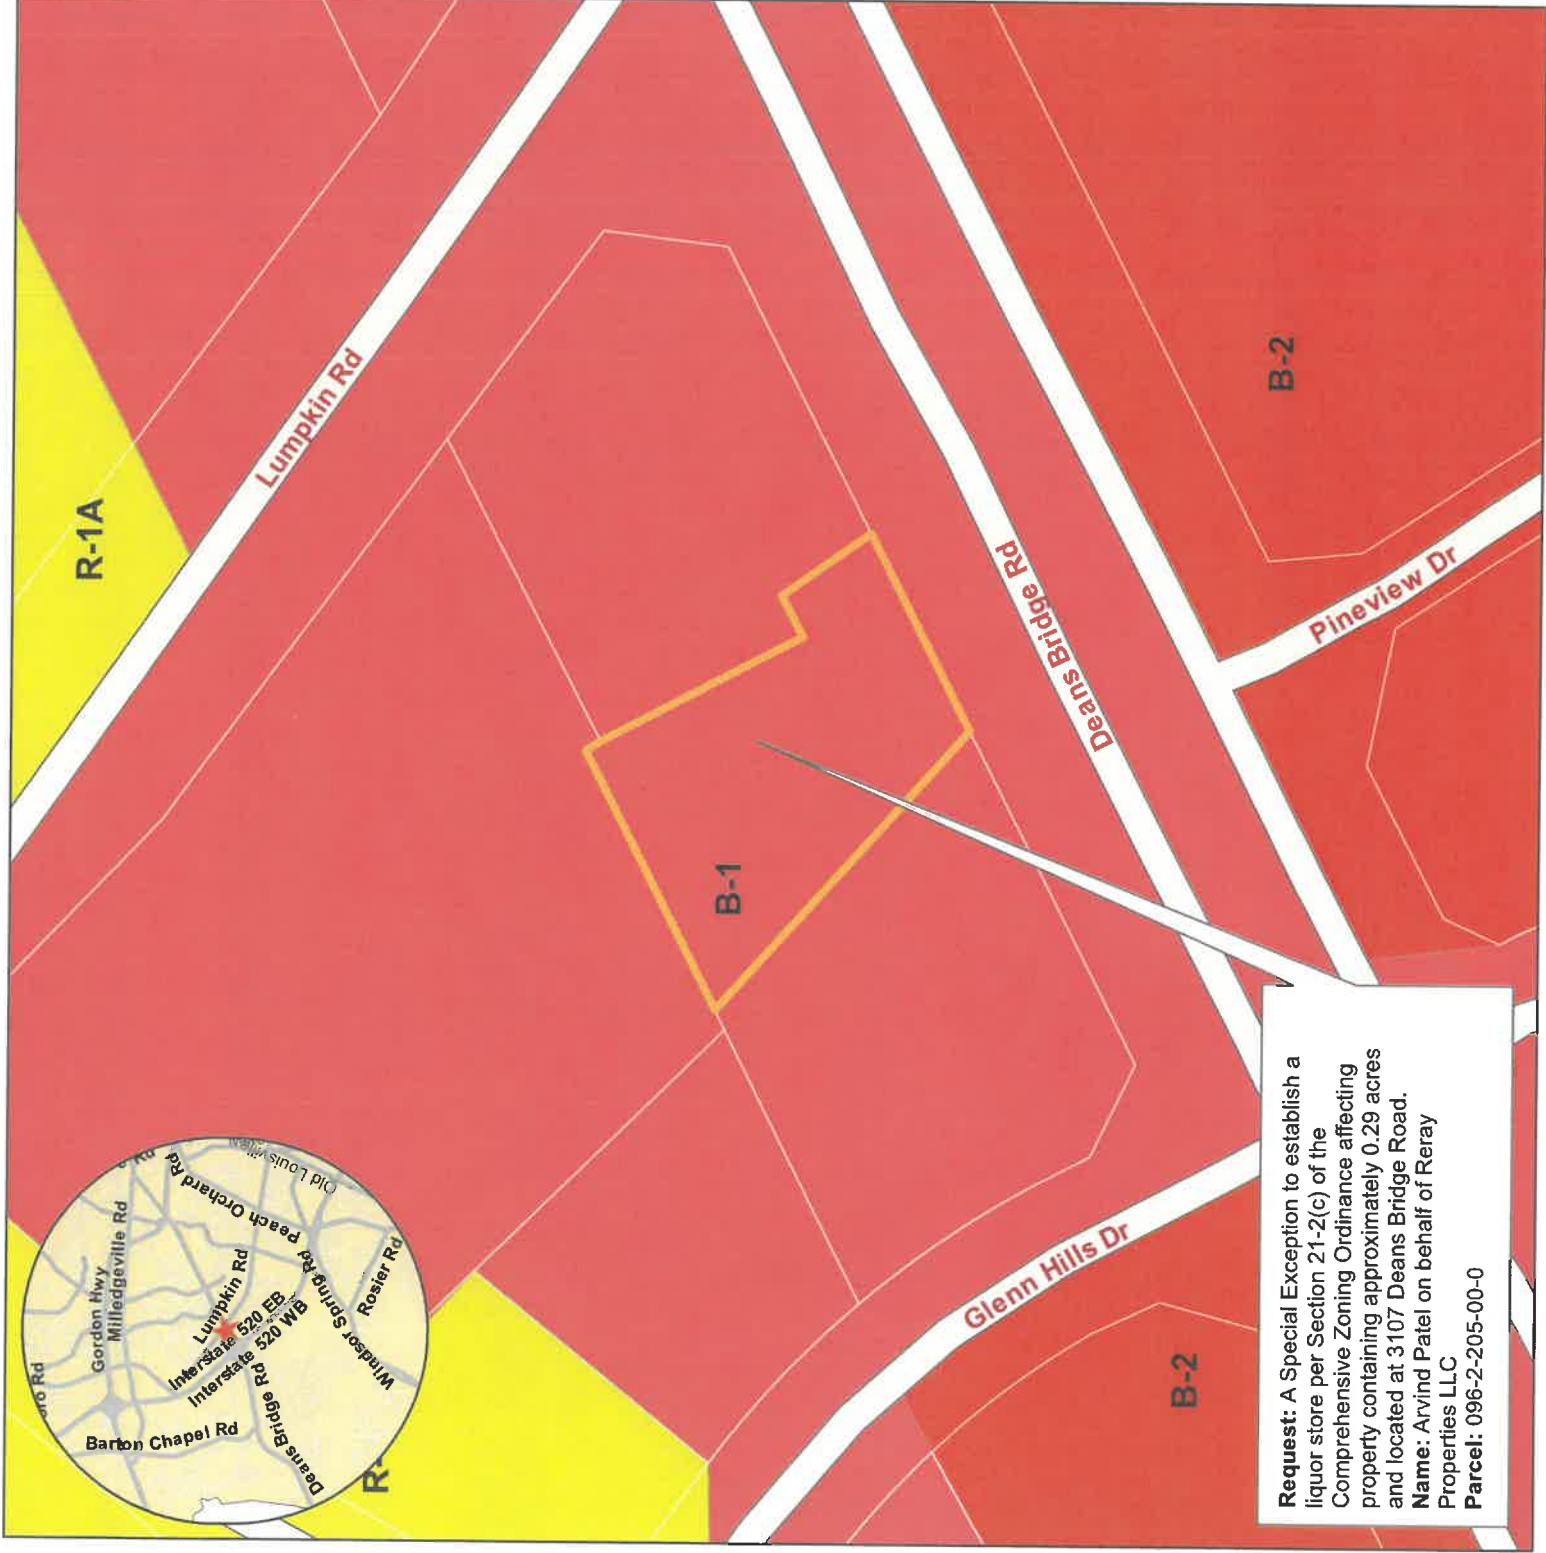 oro Rd
Gordon Hwy
Milledgeville Rd
Barton Chapel Rd
Deans Bridge Rd
Interstate 520 EB
Interstate 520 WB
Lumpkin Rd
Windsor Spring Rd
Peach Orchard Rd
Rosier Rd
Old Louisvill
R-
R-1A
Lumpkin Rd
B-1
Deans Bridge Rd
Glenn Hills Dr
B-2
Pineview Dr
B-2
Request: A Special Exception to establish a
liquor store per Section 21-2(c) of the
Comprehensive Zoning Ordinance affecting
property containing approximately 0.29 acres
and located at 3107 Deans Bridge Road.
Name: Arvind Patel on behalf of Reray
Properties LLC
Parcel: 096-2-205-00-0